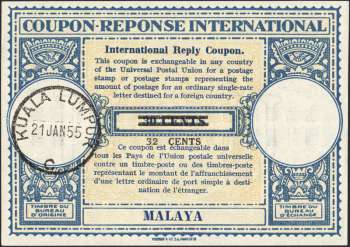 COUPON-REPONSE INTERNATIONAL
International Reply Coupon.
This coupon is exchangeable in any country
of the Universal Postal Union for a postage
stamp or postage stamps representing the
amount of postage for an ordinary single-rate
letter destined for a foreign country.
30 CENTS
32 CENTS
Ce coupon est échangeable dans
tous les Pays de l'Union postale universelle
contre un timbre-poste ou des timbre-poste
représentant le montant de l'affranchissement
d'une lettre ordinaire de port simple à destina-
tion de l'étranger.
KUALA LUMPUR
21 JAN 55
C
TIMBRE DU
BUREAU
D'ORIGINE
MALAYA
TIMBRE DU
BUREAU
D'ÉCHANGE